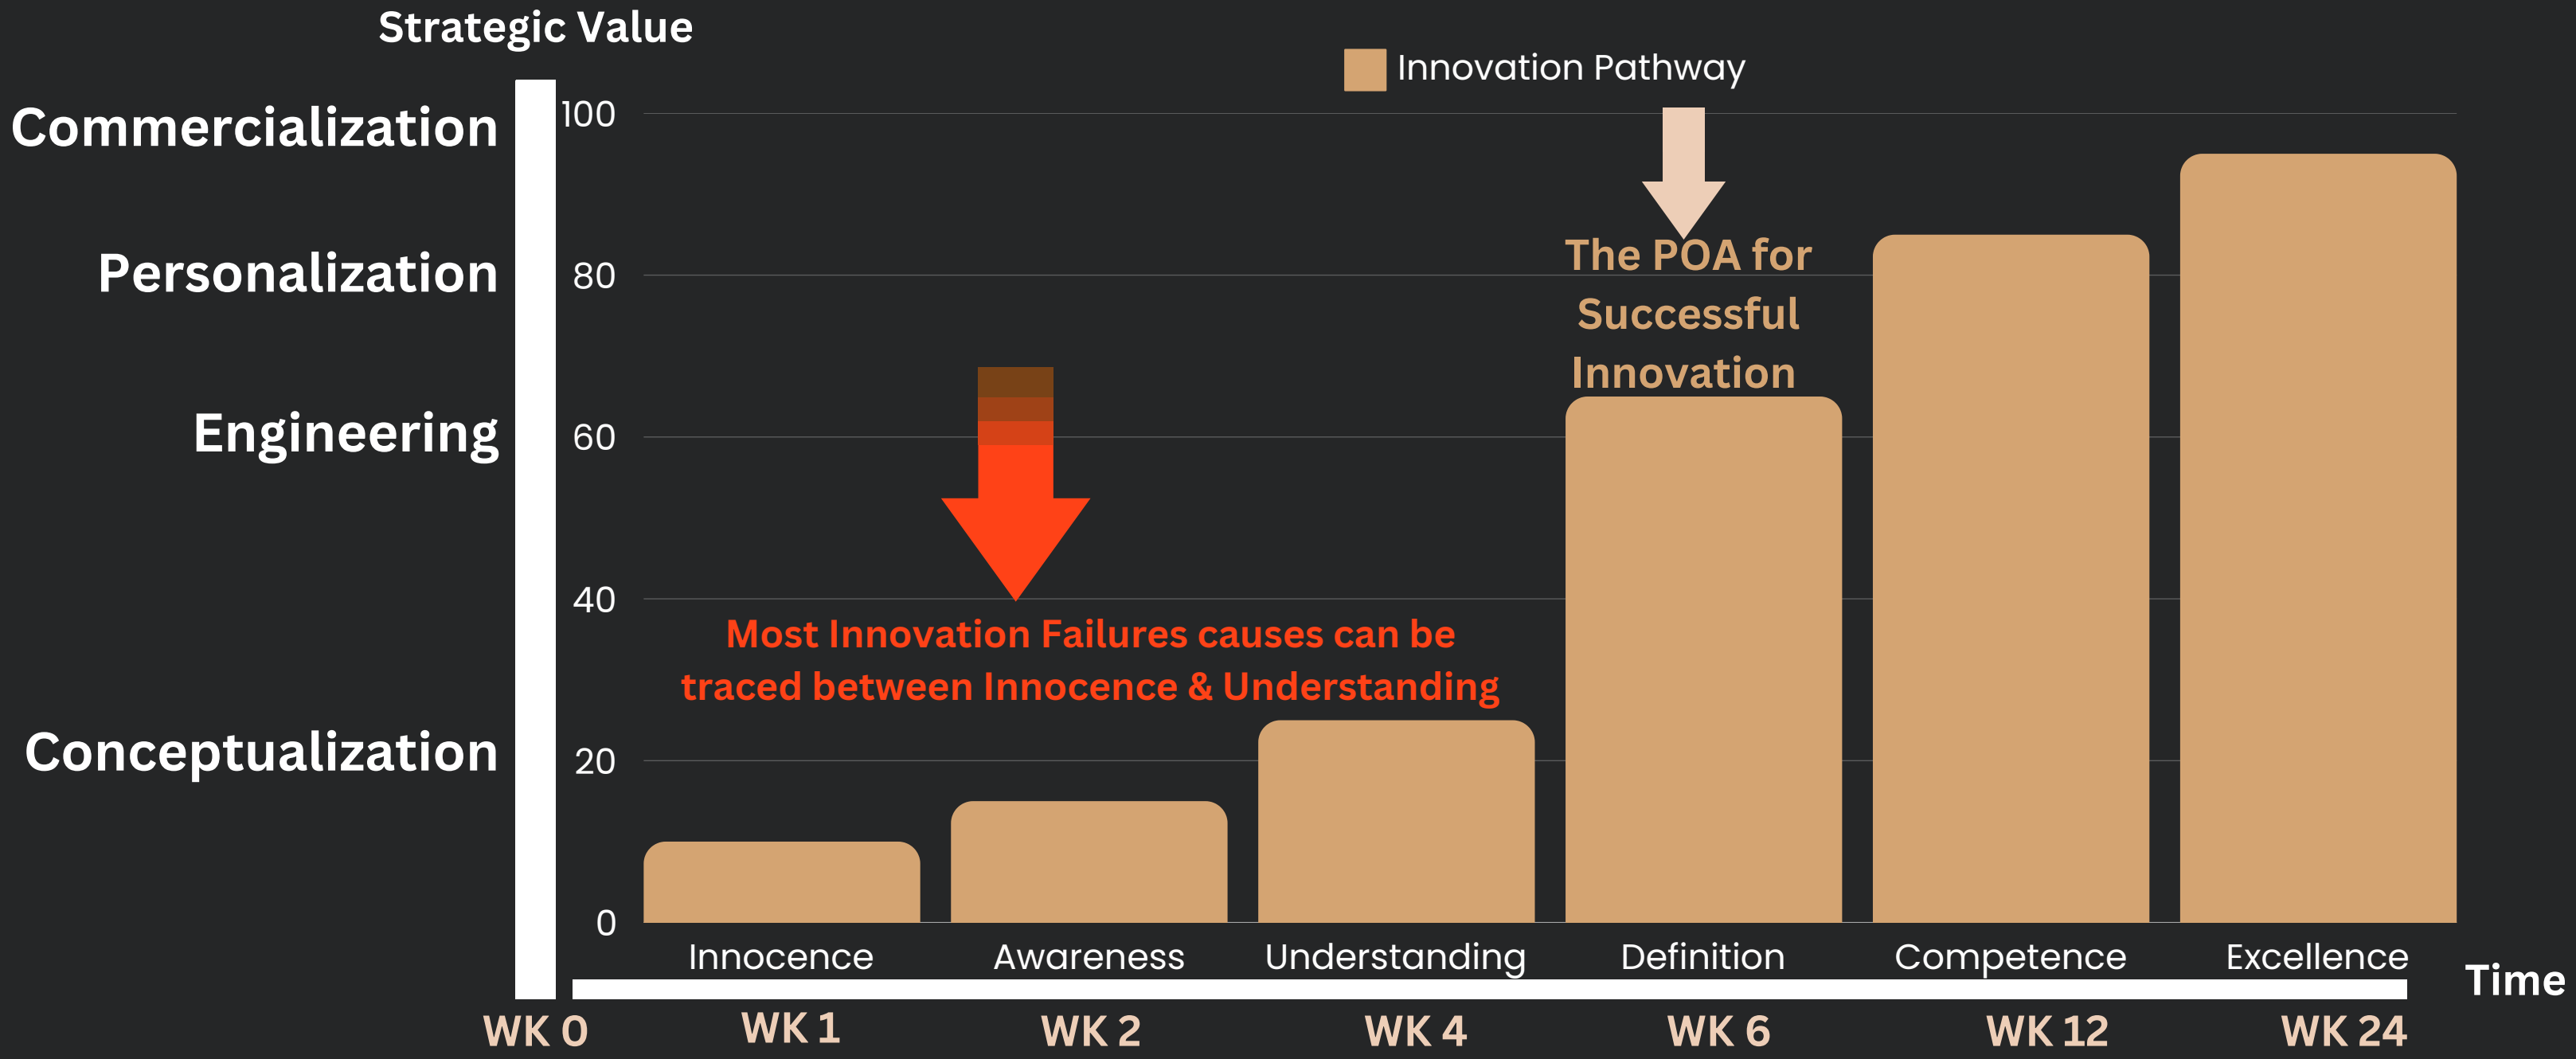 Strategic Value
Innovation Pathway
Commercialization
100
Personalization
80
The POA for
Successful
Innovation
Engineering
60
40
Most Innovation Failures causes can be
traced between Innocence & Understanding
Conceptualization
20
0
Innocence Awareness Understanding Definition Competence Excellence
Time
WK 0 WK 1 WK 2 WK 4 WK 6 WK 12 WK 24